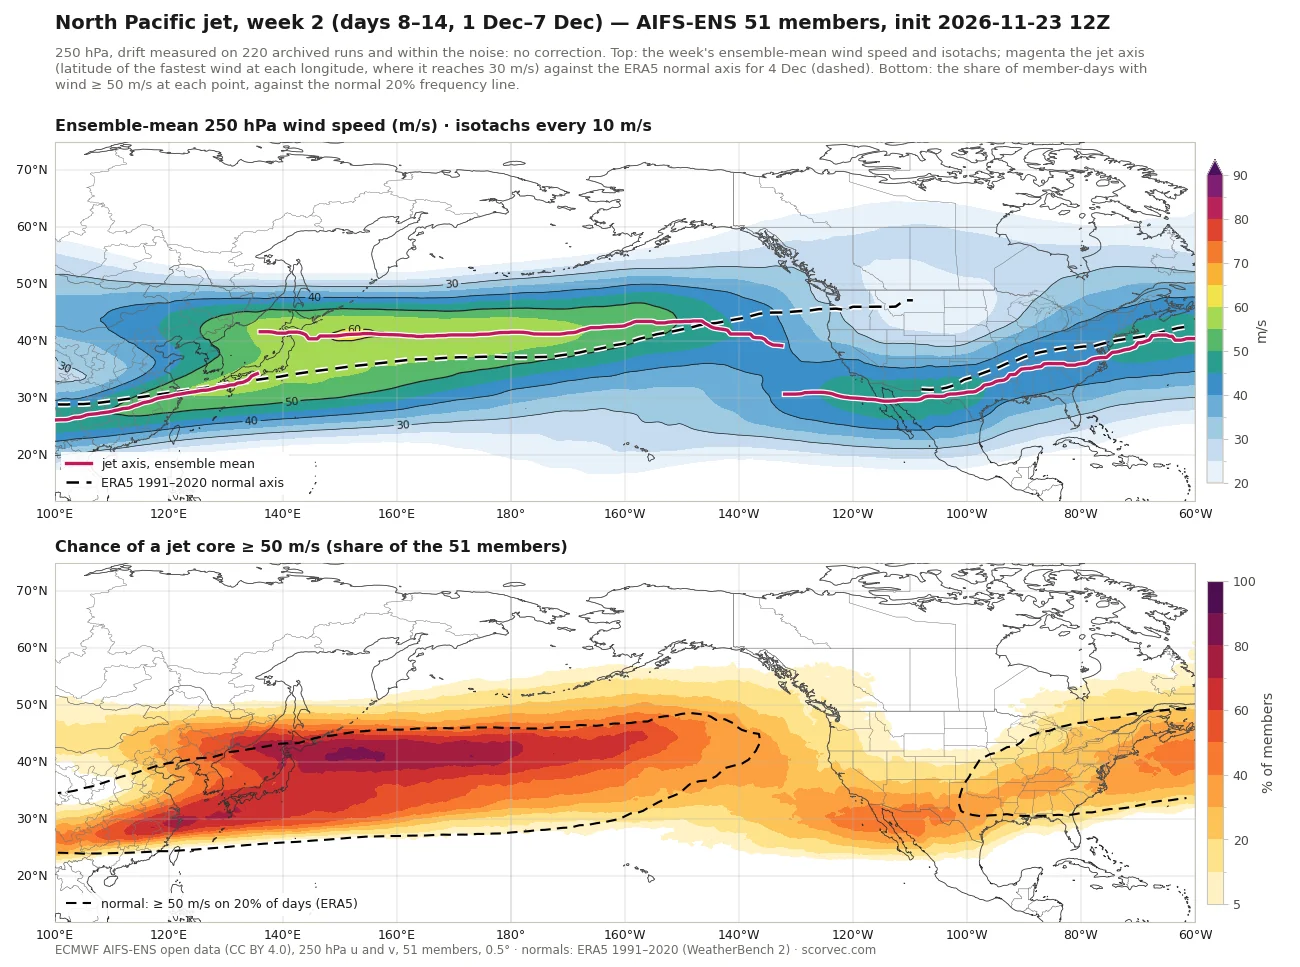 North Pacific jet, week 2 (days 8–14, 1 Dec–7 Dec) — AIFS-ENS 51 members, init 2026-11-23 12Z
250 hPa, drift measured on 220 archived runs and within the noise: no correction. Top: the week's ensemble-mean wind speed and isotachs; magenta the jet axis
(latitude of the fastest wind at each longitude, where it reaches 30 m/s) against the ERA5 normal axis for 4 Dec (dashed). Bottom: the share of member-days with
wind ≥ 50 m/s at each point, against the normal 20% frequency line.
Ensemble-mean 250 hPa wind speed (m/s) · isotachs every 10 m/s
70°N
60°N
50°N
40°N
30°N
20°N
30
40
60
30
50
40
30
jet axis, ensemble mean
ERA5 1991–2020 normal axis
100°E 120°E 140°E 160°E 180° 160°W 140°W 120°W 100°W 80°W 60°W
90
80
70
60
50
40
30
20
m/s
Chance of a jet core ≥ 50 m/s (share of the 51 members)
70°N
60°N
50°N
40°N
30°N
20°N
normal: ≥ 50 m/s on 20% of days (ERA5)
100°E 120°E 140°E 160°E 180° 160°W 140°W 120°W 100°W 80°W 60°W
100
80
60
40
20
5
% of members
ECMWF AIFS-ENS open data (CC BY 4.0), 250 hPa u and v, 51 members, 0.5° · normals: ERA5 1991–2020 (WeatherBench 2) · scorvec.com